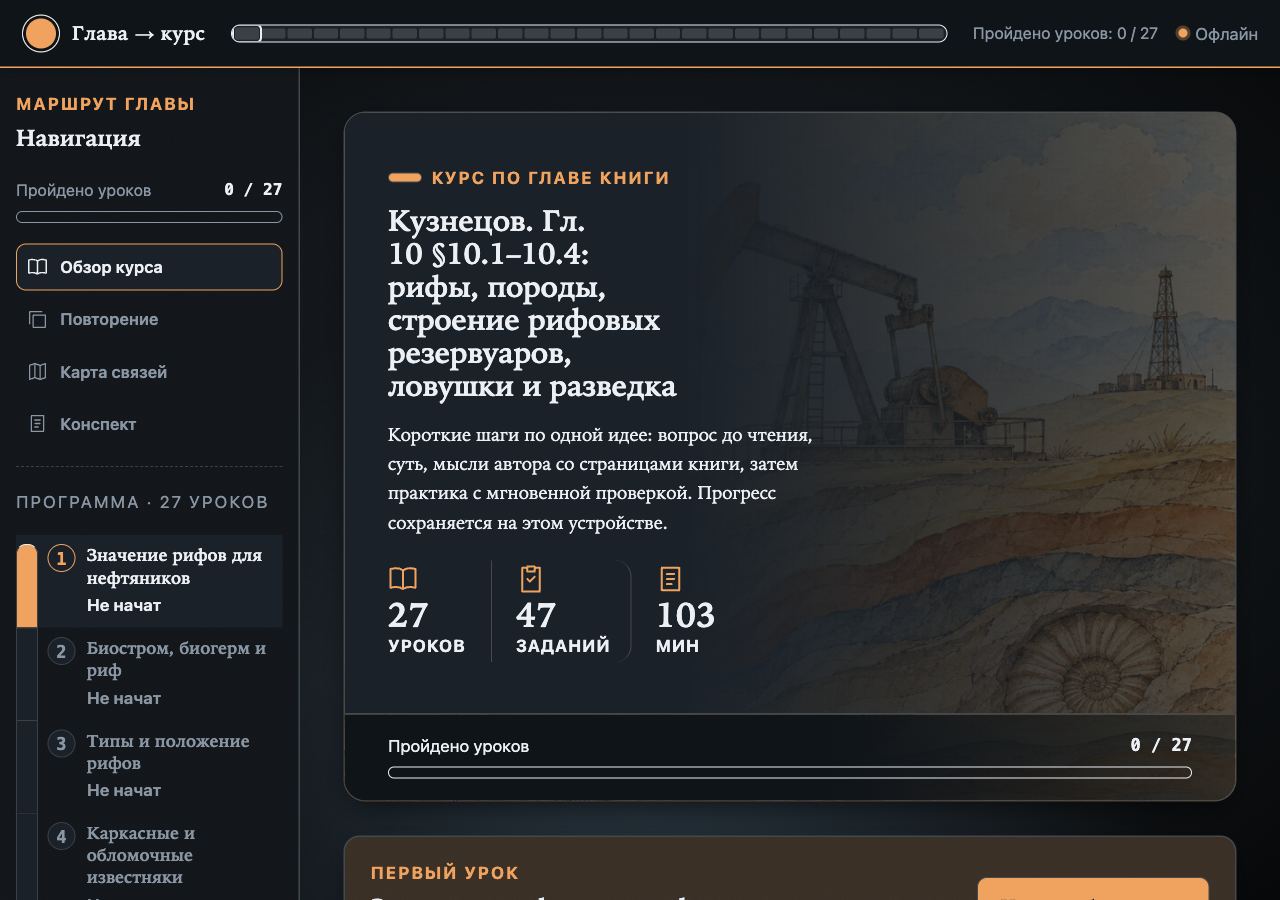 Глава → курс
Пройдено уроков: 0 / 27
Офлайн
МАРШРУТ ГЛАВЫ
Навигация
Пройдено уроков 0 / 27
Обзор курса
Повторение
Карта связей
Конспект
ПРОГРАММА · 27 УРОКОВ
1 Значение рифов для
нефтяников
Не начат
2 Биостром, биогерм и
риф
Не начат
3 Типы и положение
рифов
Не начат
4 Каркасные и
обломочные
известняки
КУРС ПО ГЛАВЕ КНИГИ
Кузнецов. Гл.
10 §10.1–10.4:
рифы, породы,
строение рифовых
резервуаров,
ловушки и разведка
Короткие шаги по одной идее: вопрос до чтения,
суть, мысли автора со страницами книги, затем
практика с мгновенной проверкой. Прогресс
сохраняется на этом устройстве.
27
УРОКОВ
47
ЗАДАНИЙ
103
МИН
Пройдено уроков 0 / 27
ПЕРВЫЙ УРОК